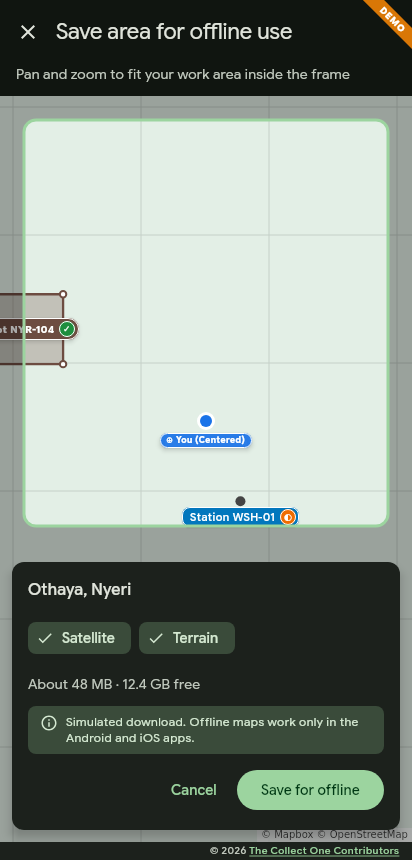 Save area for offline use
DEMO
Pan and zoom to fit your work area inside the frame
NYR-104
You (Centered)
Station WSH-01
Othaya, Nyeri
Satellite
Terrain
About 48 MB · 12.4 GB free
Simulated download. Offline maps work only in the
Android and iOS apps.
Cancel
Save for offline
© Mapbox © OpenStreetMap
© 2026 The Collect One Contributors